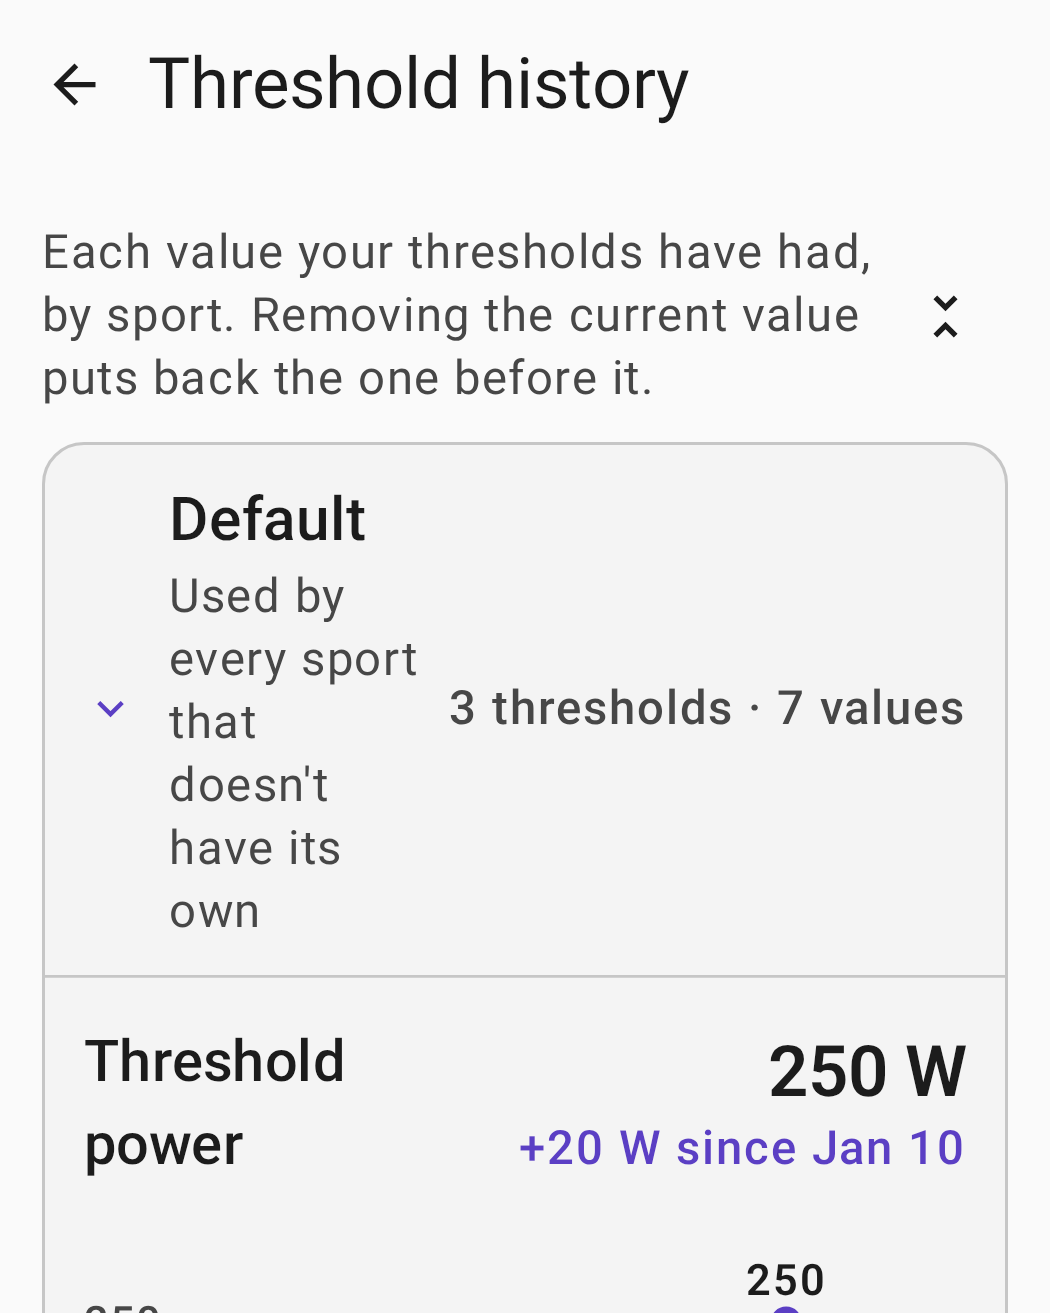 Threshold history
Each value your thresholds have had,
by sport. Removing the current value
puts back the one before it.
Default
Used by
every sport
that
doesn't
have its
own
3 thresholds · 7 values
Threshold
power
250 W
+20 W since Jan 10
250